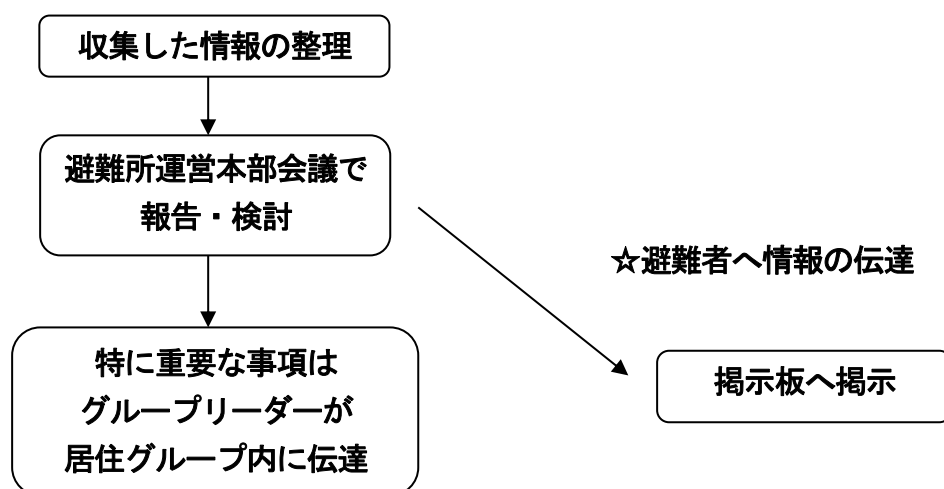 収集した情報の整理
避難所運営本部会議で
報告・検討
☆避難者へ情報の伝達
特に重要な事項は
グループリーダーが
居住グループ内に伝達
掲示板へ掲示